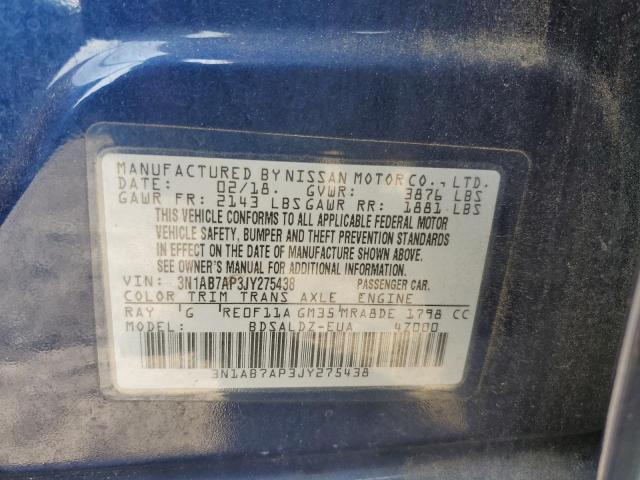 MANUFACTURED BY NISSAN MOTOR CO., LTD.
DATE: 02/18. GVWR: 3876 LBS
GAWR FR: 2143 LBS GAWR RR: 1881 LBS
THIS VEHICLE CONFORMS TO ALL APPLICABLE FEDERAL MOTOR
VEHICLE SAFETY, BUMPER AND THEFT PREVENTION STANDARDS
IN EFFECT ON THE DATE OF MANUFACTURE SHOWN ABOVE.
SEE OWNER'S MANUAL FOR ADDITIONAL INFORMATION.
VIN: 3N1AB7AP3JY275438 PASSENGER CAR.
COLOR TRIM TRANS AXLE ENGINE
RAY G RE0F11A GM35 MRA8DE 1798 CC
MODEL: BDSALDZ-EUA 47000
3N1AB7AP3JY275438